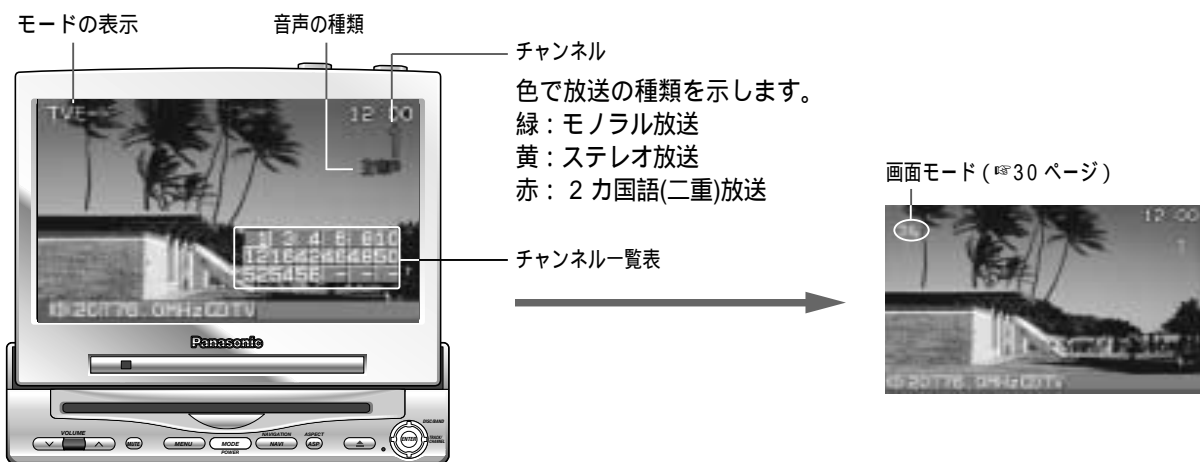 モードの表示
音声の種類
チャンネル
色で放送の種類を示します。
緑：モノラル放送
黄：ステレオ放送
赤： 2 カ国語(二重)放送
画面モード ( ☞30 ページ )
チャンネル一覧表
12 00
12 00
Panasonic
VOLUME
MUTE
MENU
MODE
POWER
NAVIGATION
NAVI
ASPECT
ASP
ENTER
DISC/BAND
TRACK/
CHANNEL